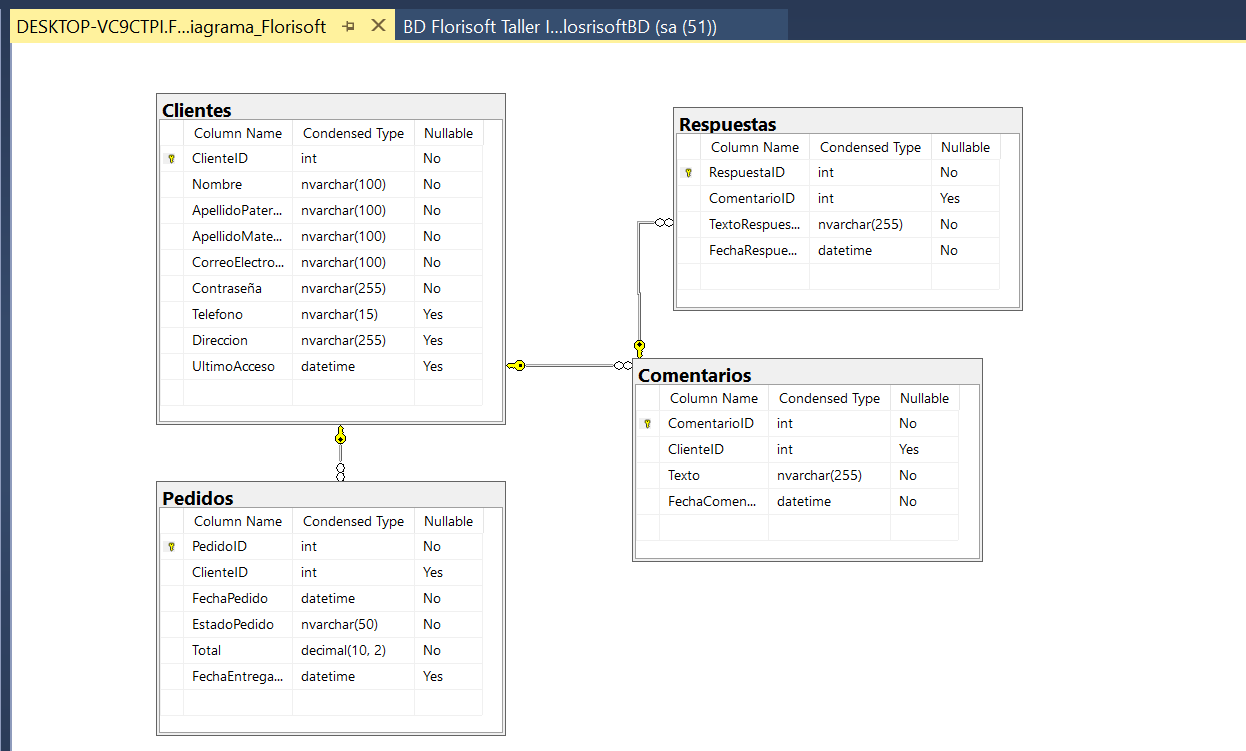 DESKTOP-VC9CTPI.F...iagrama_Florisoft
BD Florisoft Taller I...losrisoftBD (sa (51))
Clientes
Column Name Condensed Type Nullable
ClienteID int No
Nombre nvarchar(100) No
ApellidoPater... nvarchar(100) No
ApellidoMate... nvarchar(100) No
CorreoElectro... nvarchar(100) No
Contraseña nvarchar(255) No
Telefono nvarchar(15) Yes
Direccion nvarchar(255) Yes
UltimoAcceso datetime Yes
Respuestas
Column Name Condensed Type Nullable
RespuestaID int No
ComentarioID int Yes
TextoRespues... nvarchar(255) No
FechaRespue... datetime No
Comentarios
Column Name Condensed Type Nullable
ComentarioID int No
ClienteID int Yes
Texto nvarchar(255) No
FechaComen... datetime No
Pedidos
Column Name Condensed Type Nullable
PedidoID int No
ClienteID int Yes
FechaPedido datetime No
EstadoPedido nvarchar(50) No
Total decimal(10, 2) No
FechaEntrega... datetime Yes